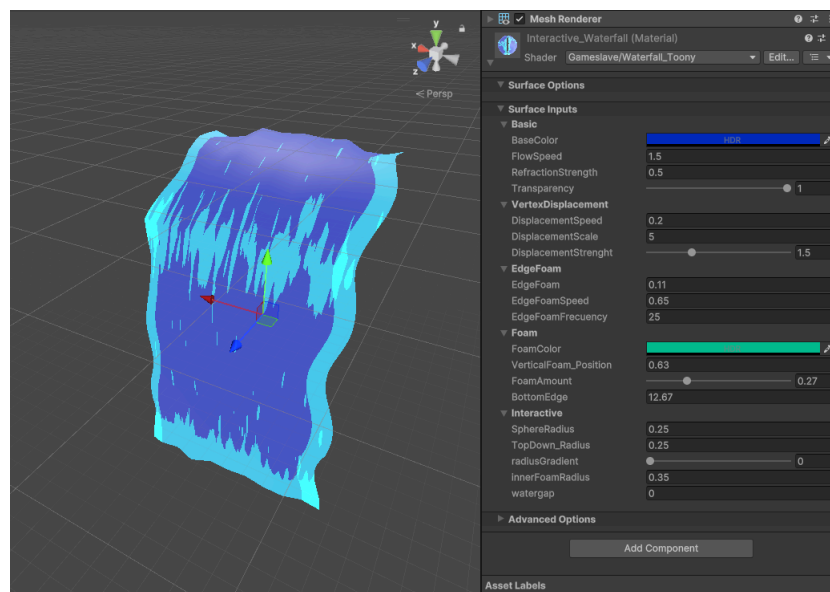 y
x
z
Persp
Mesh Renderer
Interactive_Waterfall (Material)
Shader Gameslave/Waterfall_Toony Edit...
Surface Options
Surface Inputs
Basic
BaseColor HDR
FlowSpeed 1.5
RefractionStrength 0.5
Transparency 1
VertexDisplacement
DisplacementSpeed 0.2
DisplacementScale 5
DisplacementStrenght 1.5
EdgeFoam
EdgeFoam 0.11
EdgeFoamSpeed 0.65
EdgeFoamFrecuency 25
Foam
FoamColor
VerticalFoam_Position 0.63
FoamAmount 0.27
BottomEdge 12.67
Interactive
SphereRadius 0.25
TopDown_Radius 0.25
radiusGradient 0
innerFoamRadius 0.35
watergap 0
Advanced Options
Add Component
Asset Labels